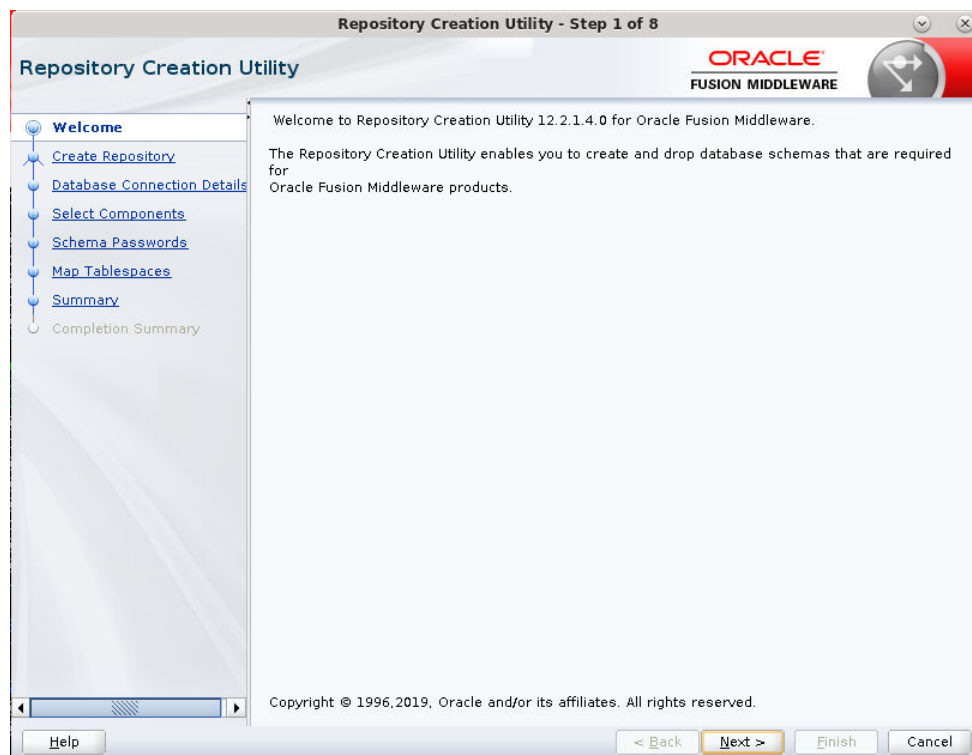 Repository Creation Utility - Step 1 of 8
Repository Creation Utility
ORACLE
FUSION MIDDLEWARE
Welcome
Create Repository
Database Connection Details
Select Components
Schema Passwords
Map Tablespaces
Summary
Completion Summary
Welcome to Repository Creation Utility 12.2.1.4.0 for Oracle Fusion Middleware.
The Repository Creation Utility enables you to create and drop database schemas that are required
for
Oracle Fusion Middleware products.
Copyright © 1996,2019, Oracle and/or its affiliates. All rights reserved.
Help
< Back
Next >
Finish
Cancel